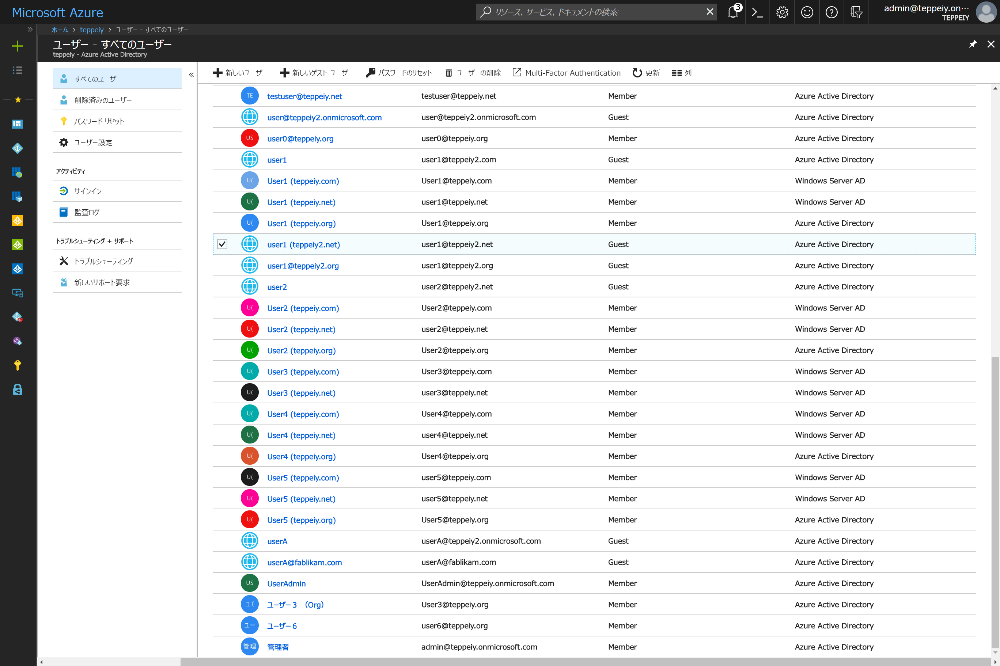 Microsoft Azure
リソース、サービス、ドキュメントの検索
3
admin@teppeiy.on···
TEPPEIY
ホーム > teppeiy > ユーザー - すべてのユーザー
ユーザー - すべてのユーザー
teppeiy - Azure Active Directory
すべてのユーザー
削除済みのユーザー
パスワード リセット
ユーザー設定
アクティビティ
サインイン
監査ログ
トラブルシューティング + サポート
トラブルシューティング
新しいサポート要求
新しいユーザー 新しいゲスト ユーザー パスワードのリセット ユーザーの削除 Multi-Factor Authentication 更新 列
TE testuser@teppeiy.net testuser@teppeiy.net Member Azure Active Directory
user@teppeiy2.onmicrosoft.com user@teppeiy2.onmicrosoft.com Guest Azure Active Directory
US user0@teppeiy.org user0@teppeiy.org Member Azure Active Directory
user1 user1@teppeiy2.com Guest Azure Active Directory
U( User1 (teppeiy.com) User1@teppeiy.com Member Windows Server AD
U( User1 (teppeiy.net) user1@teppeiy.net Member Windows Server AD
U( User1 (teppeiy.org) User1@teppeiy.org Member Azure Active Directory
user1 (teppeiy2.net) user1@teppeiy2.net Guest Azure Active Directory
user1@teppeiy2.org user1@teppeiy2.org Guest Azure Active Directory
user2 user2@teppeiy2.net Guest Azure Active Directory
U( User2 (teppeiy.com) User2@teppeiy.com Member Windows Server AD
U( User2 (teppeiy.net) user2@teppeiy.net Member Windows Server AD
U( User2 (teppeiy.org) User2@teppeiy.org Member Azure Active Directory
U( User3 (teppeiy.com) User3@teppeiy.com Member Windows Server AD
U( User3 (teppeiy.net) user3@teppeiy.net Member Windows Server AD
U( User4 (teppeiy.com) User4@teppeiy.com Member Windows Server AD
U( User4 (teppeiy.net) user4@teppeiy.net Member Windows Server AD
U( User4 (teppeiy.org) User4@teppeiy.org Member Azure Active Directory
U( User5 (teppeiy.com) user5@teppeiy.com Member Windows Server AD
U( User5 (teppeiy.net) user5@teppeiy.net Member Windows Server AD
U( User5 (teppeiy.org) User5@teppeiy.org Member Azure Active Directory
userA userA@teppeiy2.onmicrosoft.com Guest Azure Active Directory
userA@fablikam.com userA@fablikam.com Guest Azure Active Directory
US UserAdmin UserAdmin@teppeiy.onmicrosoft.com Member Azure Active Directory
ユ( ユーザー３　（Org） User3@teppeiy.org Member Azure Active Directory
ユー ユーザー６ user6@teppeiy.org Member Azure Active Directory
管理 管理者 admin@teppeiy.onmicrosoft.com Member Azure Active Directory